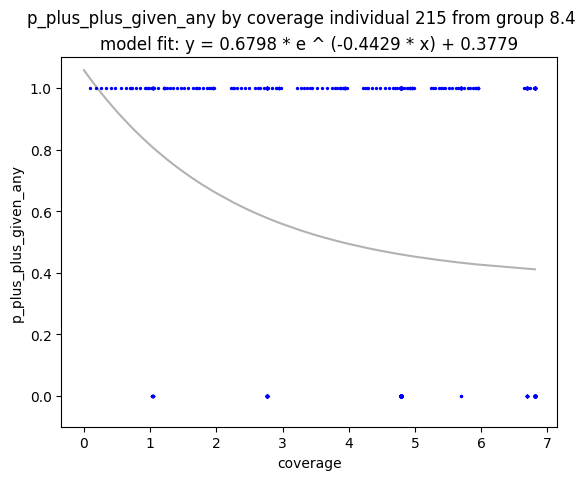 p_plus_plus_given_any by coverage individual 215 from group 8.4
model fit: y = 0.6798 * e ^ (-0.4429 * x) + 0.3779
p_plus_plus_given_any
1.0
0.8
0.6
0.4
0.2
0.0
0 1 2 3 4 5 6 7
coverage